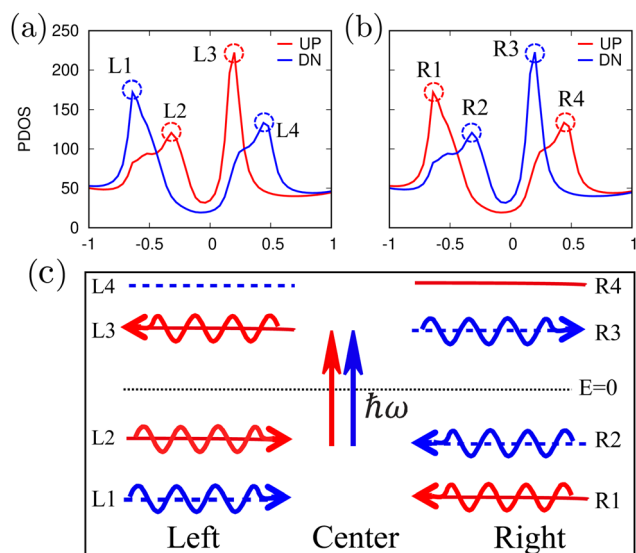 (a)
(b)
PDOS
250
200
150
100
50
0
L1
L2
L3
L4
UP
DN
R1
R2
R3
R4
UP
DN
-1 -0.5 0 0.5 1
-1 -0.5 0 0.5 1
(c)
L4
R4
L3
R3
E=0
ħω
L2
R2
L1
R1
Left Center Right